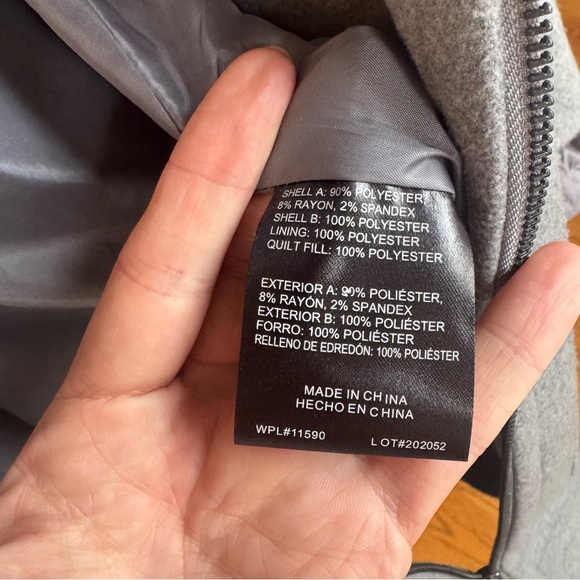 SHELL A: 90% POLYESTER,
8% RAYON, 2% SPANDEX
SHELL B: 100% POLYESTER
LINING: 100% POLYESTER
QUILT FILL: 100% POLYESTER
EXTERIOR A: 90% POLIÉSTER,
8% RAYÓN, 2% SPANDEX
EXTERIOR B: 100% POLIÉSTER
FORRO: 100% POLIÉSTER
RELLENO DE EDREDÓN: 100% POLIÉSTER
MADE IN CHINA
HECHO EN CHINA
WPL#11590 LOT#202052